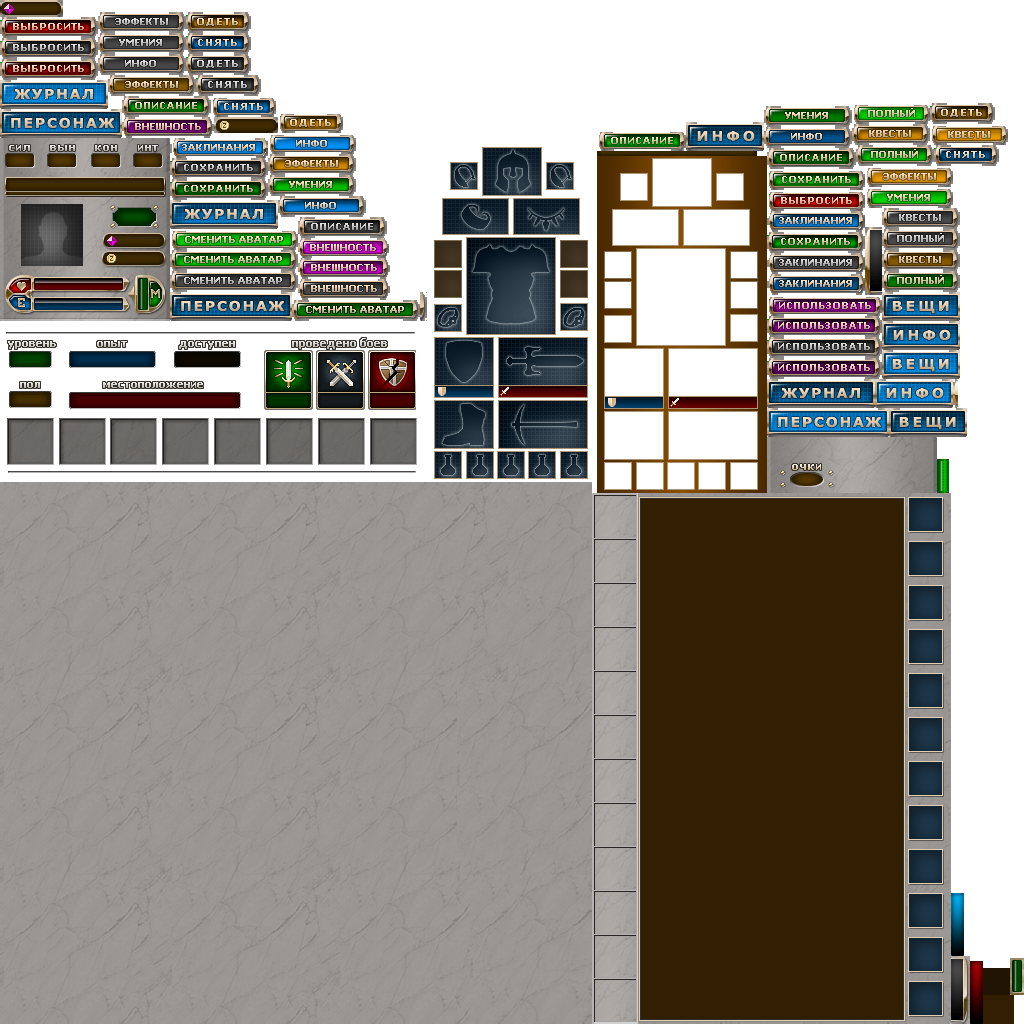 ВЫБРОСИТЬ
ЭФФЕКТЫ
ОДЕТЬ
ВЫБРОСИТЬ
УМЕНИЯ
СНЯТЬ
ВЫБРОСИТЬ
ИНФО
ОДЕТЬ
ЭФФЕКТЫ
СНЯТЬ
ЖУРНАЛ
ОПИСАНИЕ
СНЯТЬ
ПЕРСОНАЖ
ВНЕШНОСТЬ
ОДЕТЬ
СИЛ
ВЫН
КОН
ИНТ
ЗАКЛИНАНИЯ
ИНФО
СОХРАНИТЬ
ЭФФЕКТЫ
СОХРАНИТЬ
УМЕНИЯ
ЖУРНАЛ
ИНФО
ОПИСАНИЕ
СМЕНИТЬ АВАТАР
ВНЕШНОСТЬ
СМЕНИТЬ АВАТАР
ВНЕШНОСТЬ
СМЕНИТЬ АВАТАР
ВНЕШНОСТЬ
Е
М
ПЕРСОНАЖ
СМЕНИТЬ АВАТАР
уровень
опыт
доступен
проведено боев
пол
местоположение
ОПИСАНИЕ
ИНФО
УМЕНИЯ
ПОЛНЫЙ
ОДЕТЬ
ИНФО
КВЕСТЫ
КВЕСТЫ
ОПИСАНИЕ
ПОЛНЫЙ
СНЯТЬ
СОХРАНИТЬ
ЭФФЕКТЫ
ВЫБРОСИТЬ
УМЕНИЯ
ЗАКЛИНАНИЯ
КВЕСТЫ
СОХРАНИТЬ
ПОЛНЫЙ
ЗАКЛИНАНИЯ
КВЕСТЫ
ЗАКЛИНАНИЯ
ПОЛНЫЙ
ИСПОЛЬЗОВАТЬ
ВЕЩИ
ИСПОЛЬЗОВАТЬ
ИНФО
ИСПОЛЬЗОВАТЬ
ИСПОЛЬЗОВАТЬ
ВЕЩИ
ЖУРНАЛ
ИНФО
ПЕРСОНАЖ
ВЕЩИ
ОЧКИ